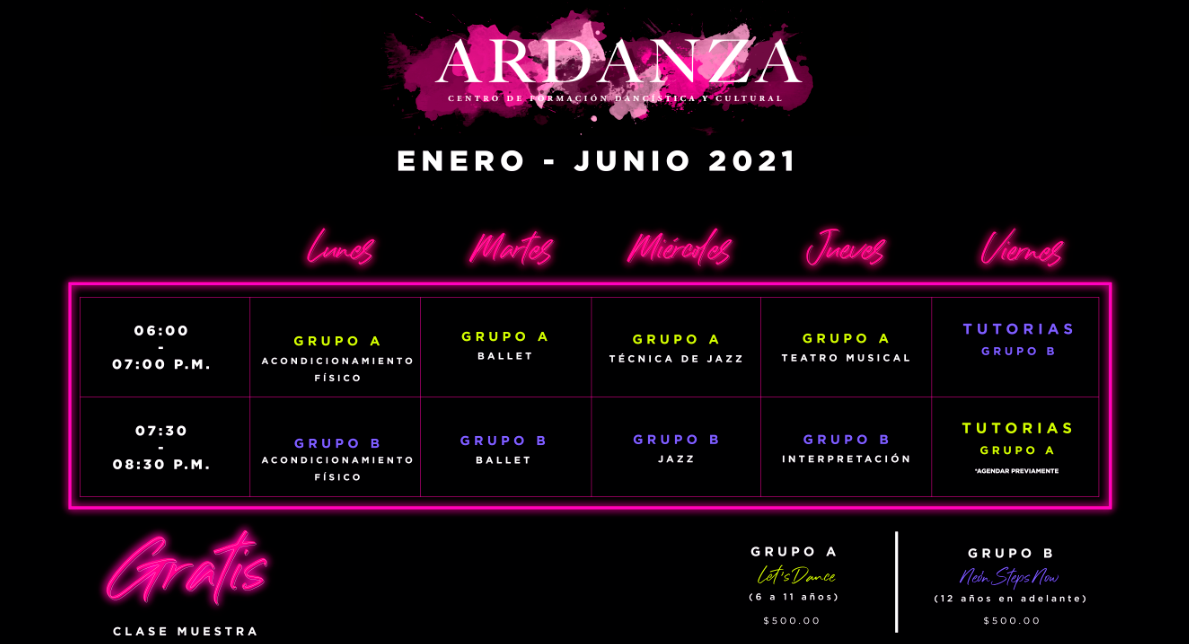 ARDANZA
CENTRO DE FORMACIÓN DANCÍSTICA Y CULTURAL
ENERO - JUNIO 2021
Lunes Martes Miércoles Jueves Viernes
06:00
-
07:00 P.M.
GRUPO A
ACONDICIONAMIENTO
FÍSICO
GRUPO A
BALLET
GRUPO A
TÉCNICA DE JAZZ
GRUPO A
TEATRO MUSICAL
TUTORIAS
GRUPO B
07:30
-
08:30 P.M.
GRUPO B
ACONDICIONAMIENTO
FÍSICO
GRUPO B
BALLET
GRUPO B
JAZZ
GRUPO B
INTERPRETACIÓN
TUTORIAS
GRUPO A
*AGENDAR PREVIAMENTE
Gratis
CLASE MUESTRA
GRUPO A
Let's Dance
(6 a 11 años)
$500.00
GRUPO B
Steps Now
(12 años en adelante)
$500.00